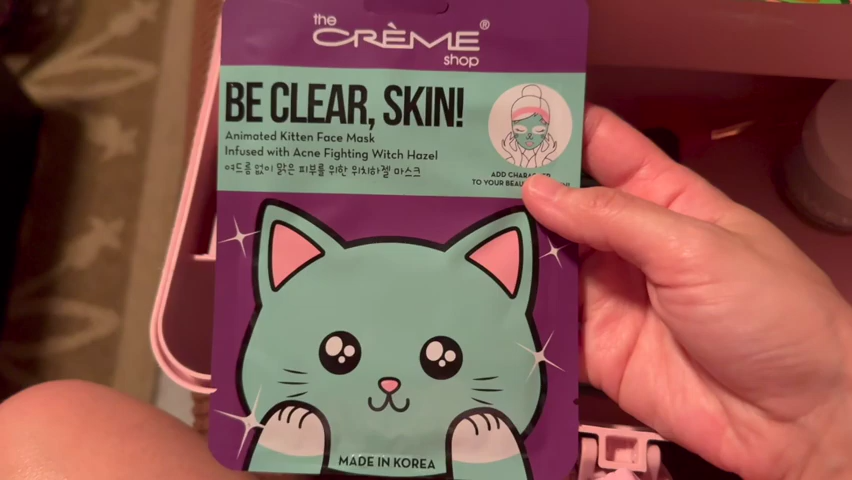 the
CRÈME®
shop
BE CLEAR, SKIN!
Animated Kitten Face Mask
Infused with Acne Fighting Witch Hazel
여드름 없이 맑은 피부를 위한 위치하젤 마스크
ADD
TO YOUR
MADE IN KOREA